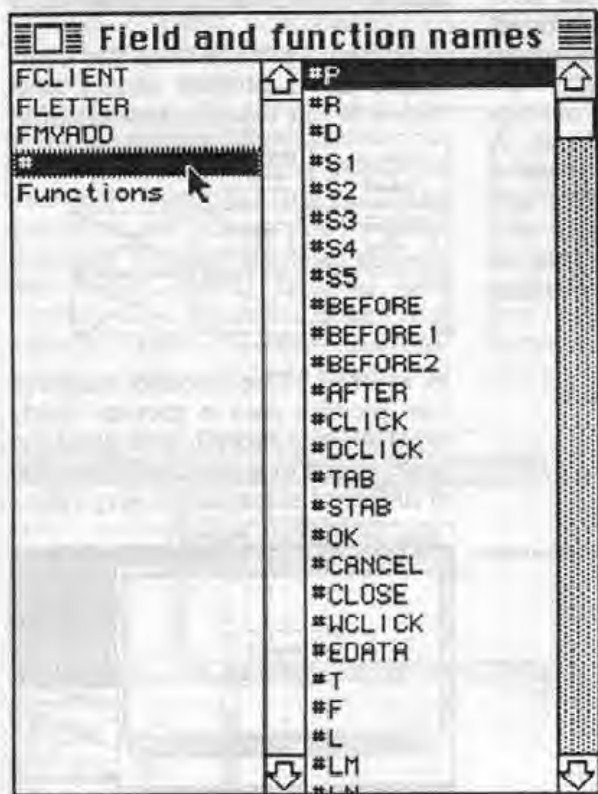 Field and function names
FCLIENT
FLETTER
FMYADD
#
Functions
#P
#R
#D
#S1
#S2
#S3
#S4
#S5
#BEFORE
#BEFORE1
#BEFORE2
#AFTER
#CLICK
#DCLICK
#TAB
#STAB
#OK
#CANCEL
#CLOSE
#WCLICK
#EDATA
#T
#F
#L
#LM
#LN